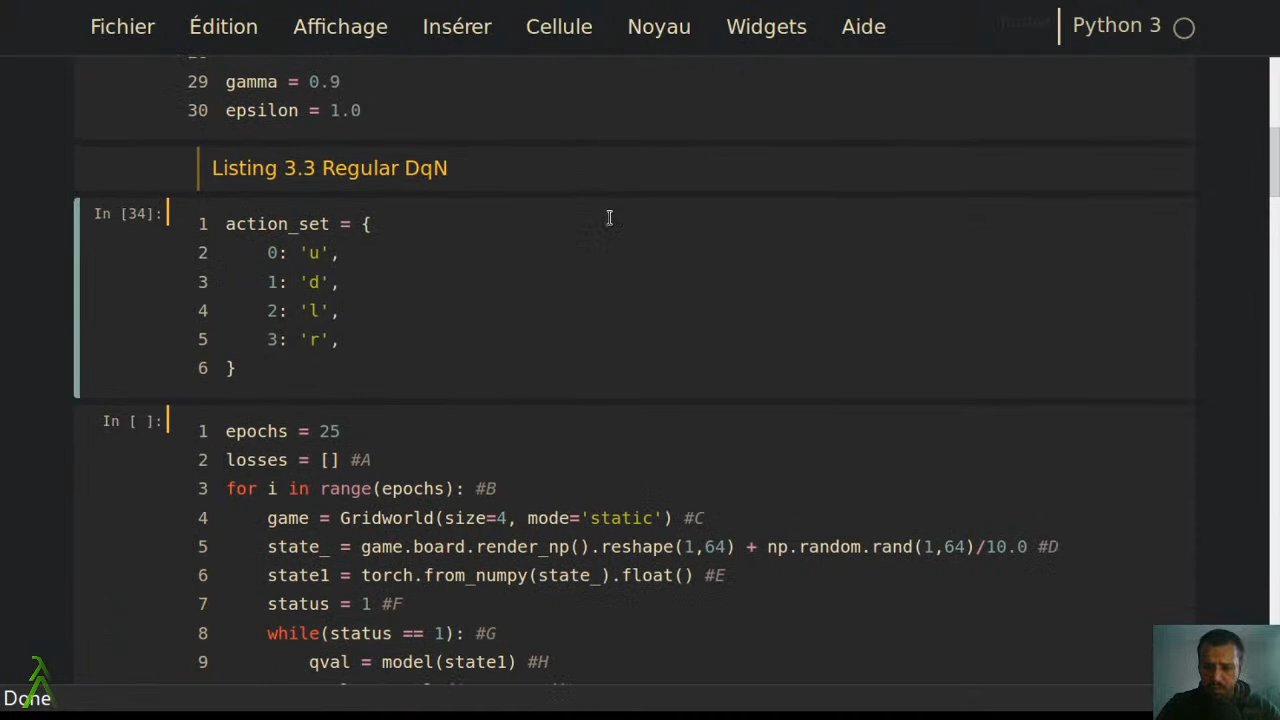 Fichier Édition Affichage Insérer Cellule Noyau Widgets Aide Python 3
29 gamma = 0.9
30 epsilon = 1.0
Listing 3.3 Regular DqN
In [34]:
1 action_set = {
2     0: 'u',
3     1: 'd',
4     2: 'l',
5     3: 'r',
6 }
In [ ]:
1 epochs = 25
2 losses = [] #A
3 for i in range(epochs): #B
4     game = Gridworld(size=4, mode='static') #C
5     state_ = game.board.render_np().reshape(1,64) + np.random.rand(1,64)/10.0 #D
6     state1 = torch.from_numpy(state_).float() #E
7     status = 1 #F
8     while(status == 1): #G
9         qval = model(state1) #H
Done